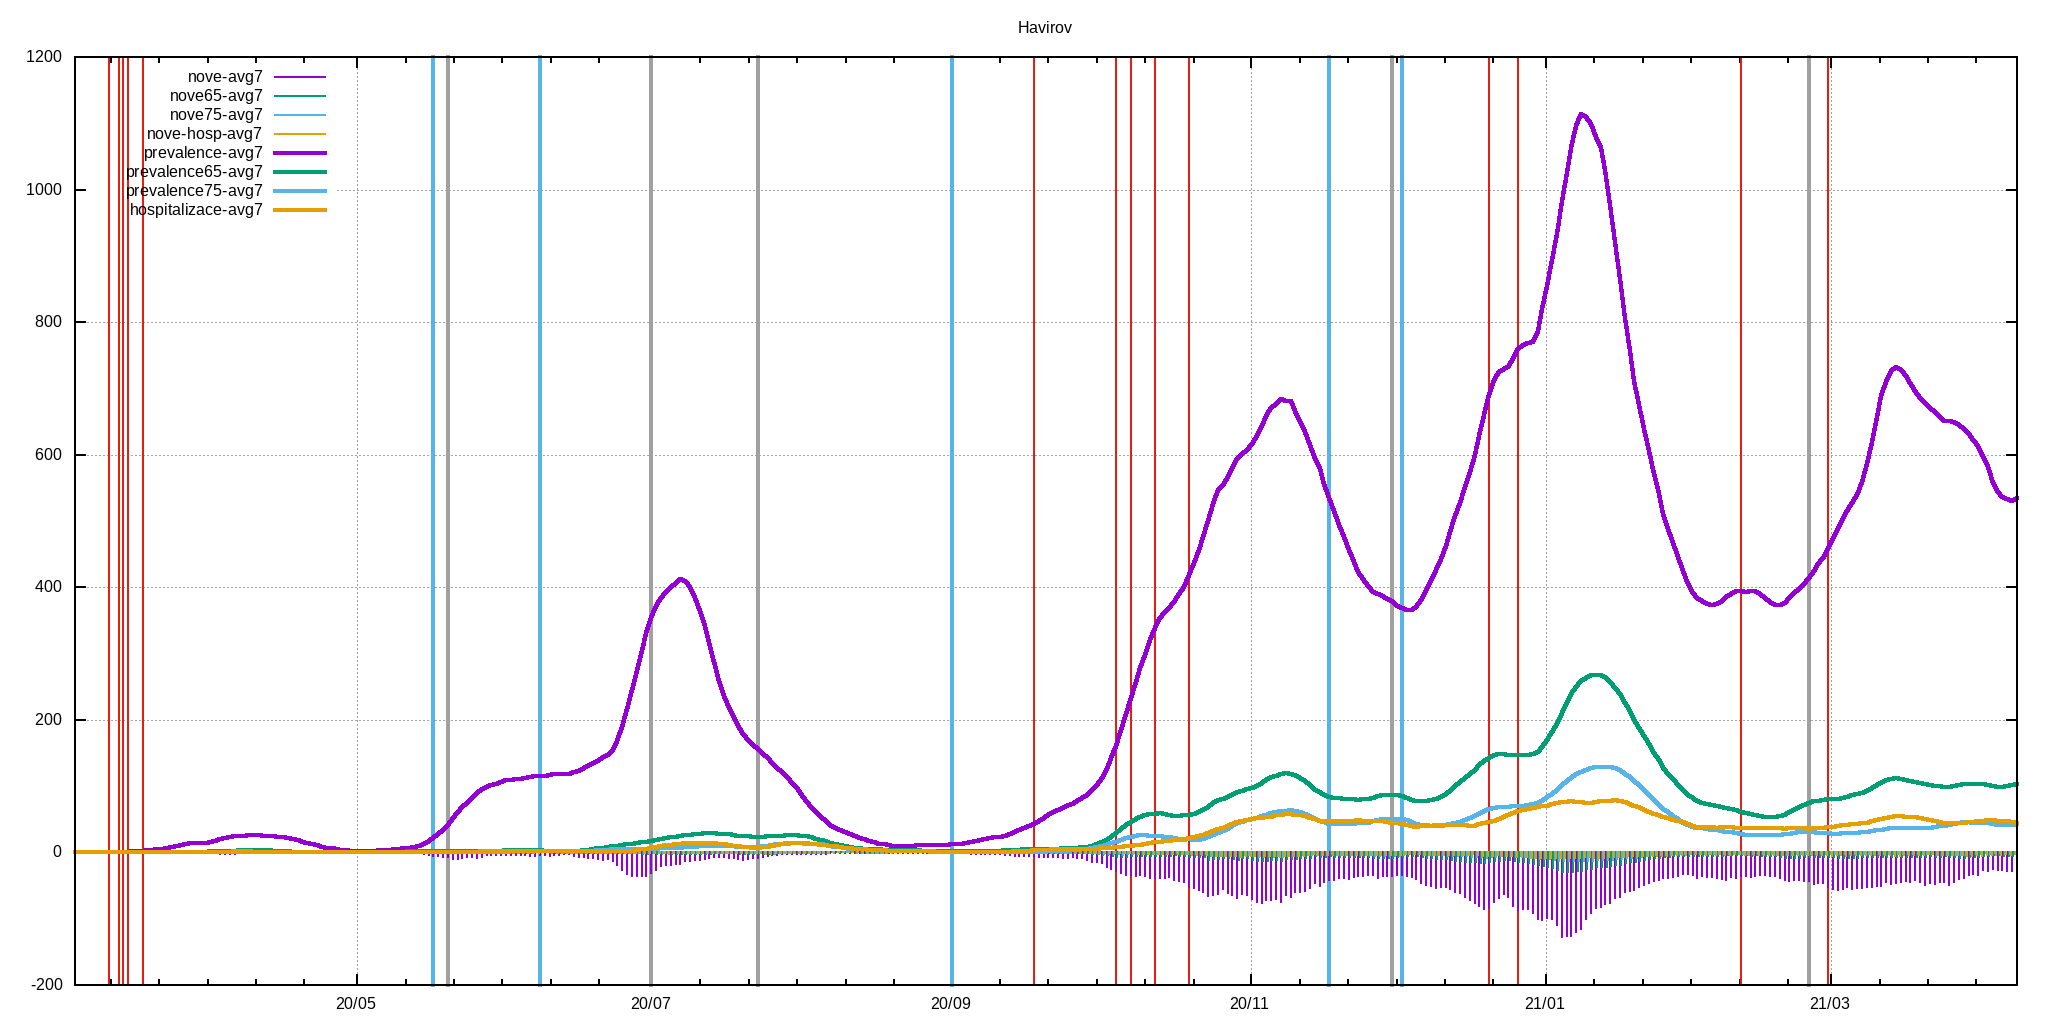 Havirov
1200
1000
800
600
400
200
0
-200
nove-avg7
nove65-avg7
nove75-avg7
nove-hosp-avg7
prevalence-avg7
prevalence65-avg7
prevalence75-avg7
hospitalizace-avg7
20/05
20/07
20/09
20/11
21/01
21/03